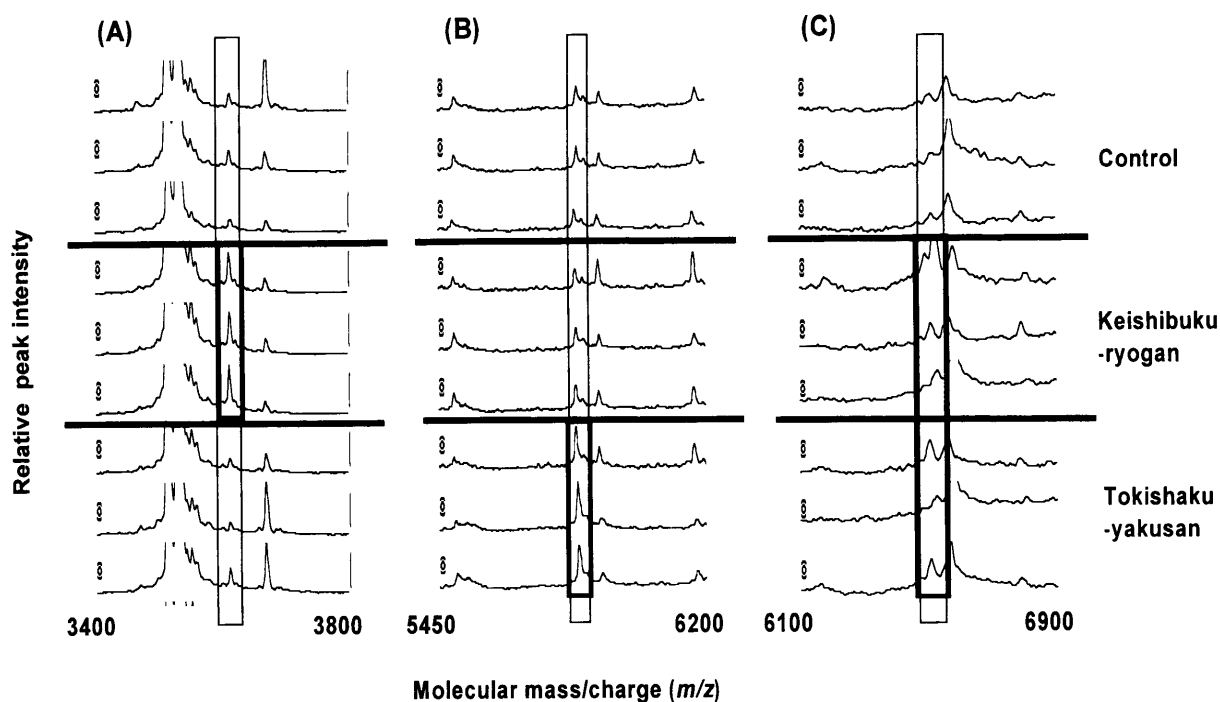 (A) (B) (C)
Control
Keishibuku
-ryogan
Tokishaku
-yakusan
Relative peak intensity
3400 3800 5450 6200 6100 6900
Molecular mass/charge (m/z)